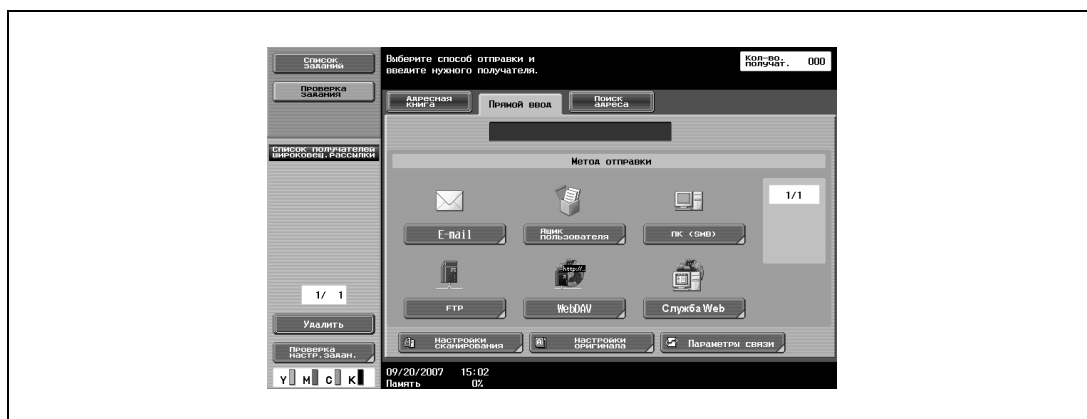 Список
заданий
Проверка
задания
Список получателей
широковещ.рассылки
1/ 1
Удалить
Проверка
настр.задан.
Y M C K
Выберите способ отправки и
введите нужного получателя.
Кол-во.
получат. 000
Адресная
книга
Прямой ввод
Поиск
адреса
Метод отправки
1/1
E-mail
Ящик
пользователя
ПК (SMB)
http://
FTP
WebDAV
Служба Web
Настройки
сканирования
Настройки
оригинала
Параметры связи
09/20/2007 15:02
Память 0%